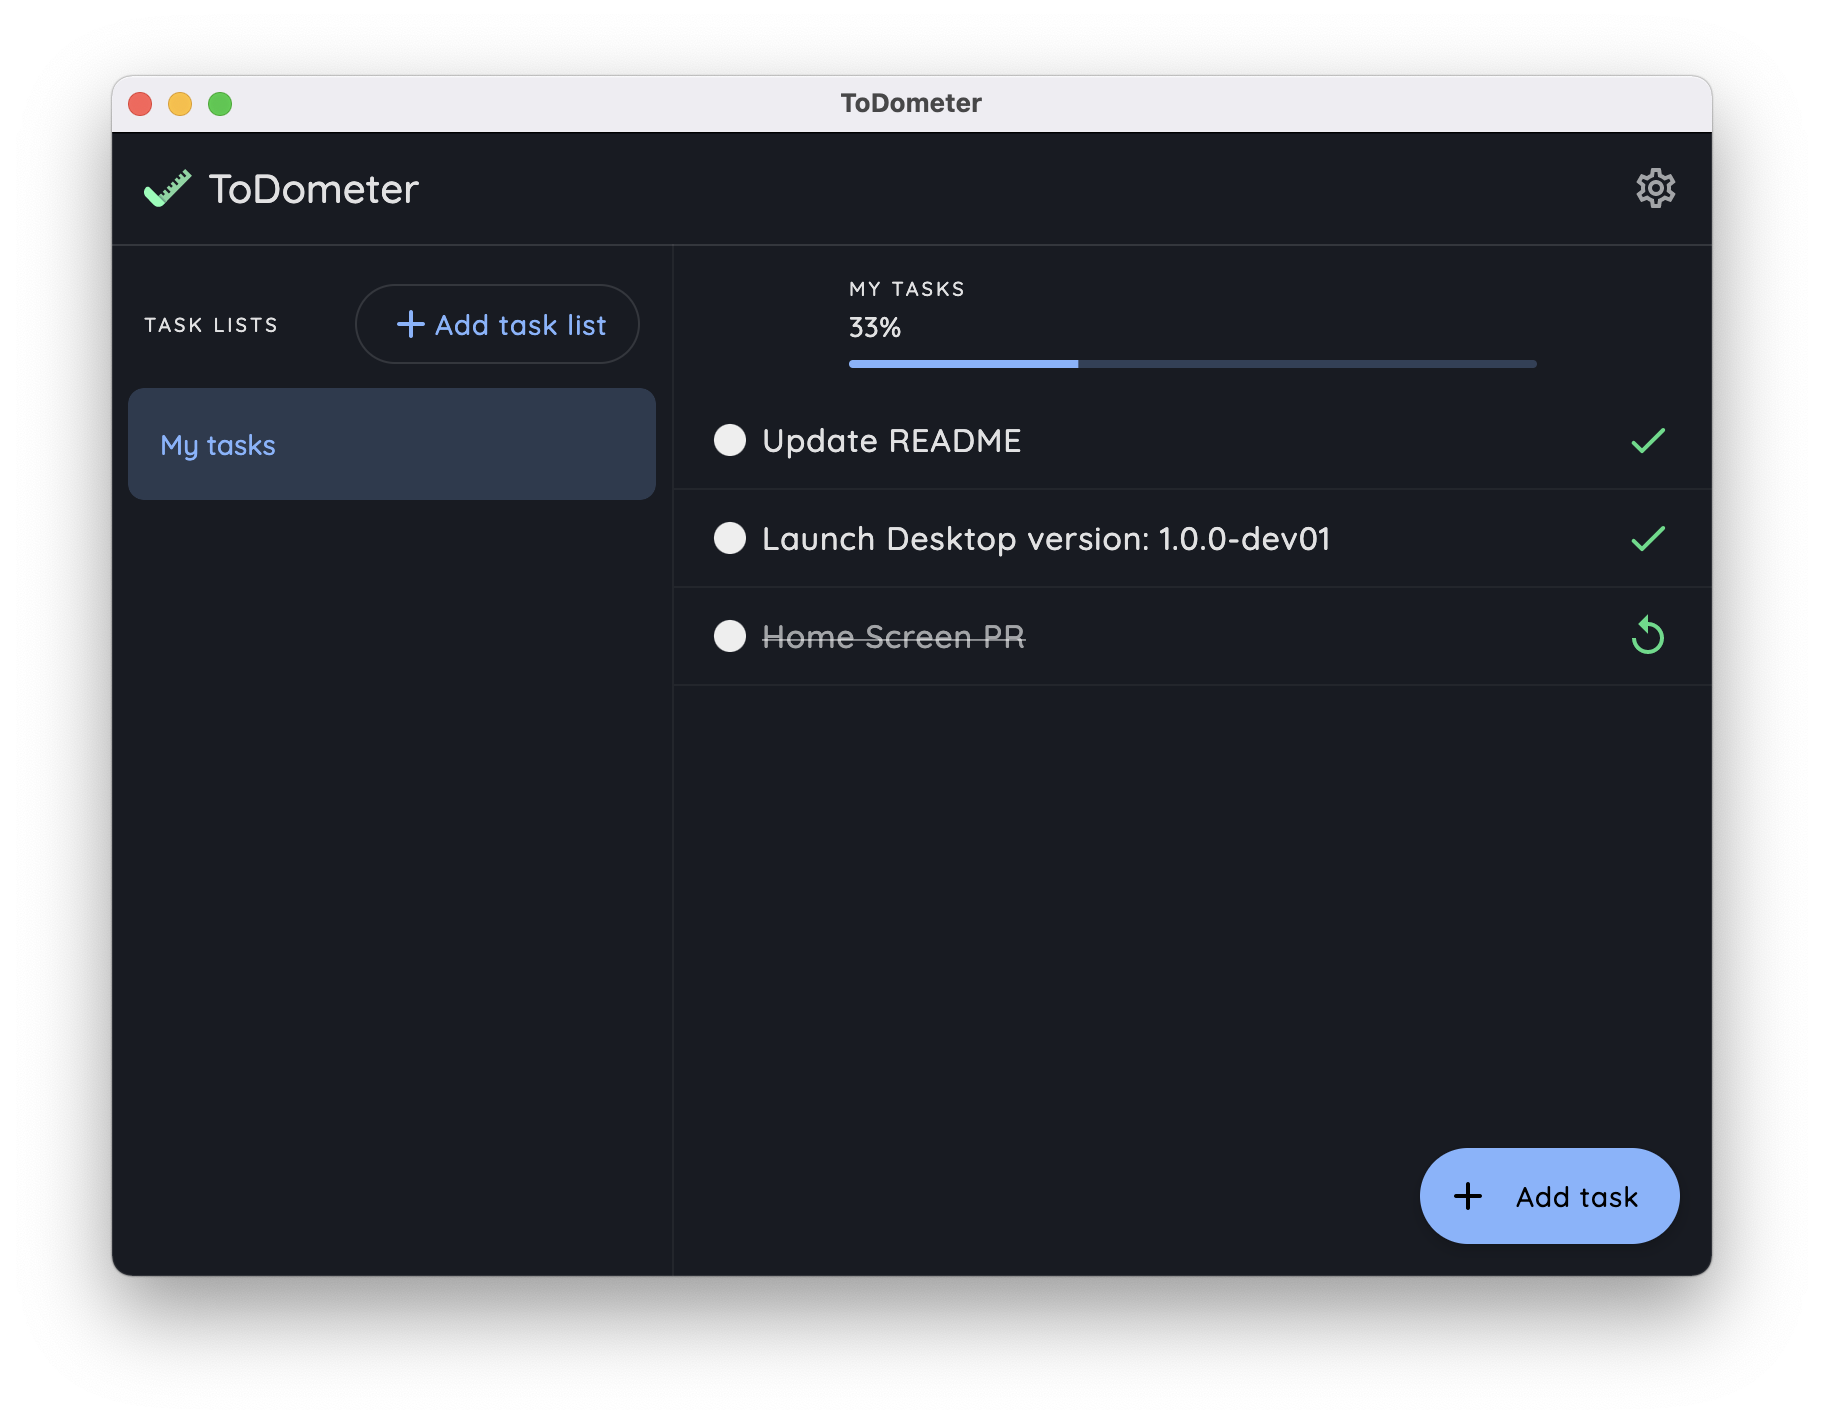 ToDometer
ToDometer
TASK LISTS
Add task list
My tasks
MY TASKS
33%
Update README
Launch Desktop version: 1.0.0-dev01
Home Screen PR
Add task